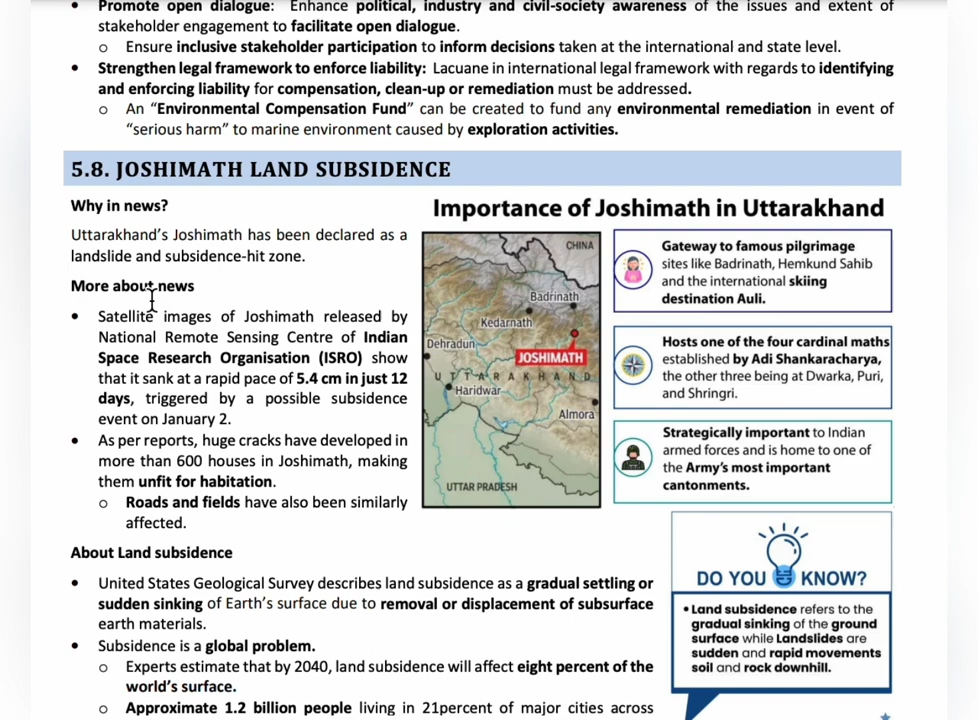 • Promote open dialogue: Enhance political, industry and civil-society awareness of the issues and extent of
stakeholder engagement to facilitate open dialogue.
o Ensure inclusive stakeholder participation to inform decisions taken at the international and state level.
• Strengthen legal framework to enforce liability: Lacuane in international legal framework with regards to identifying
and enforcing liability for compensation, clean-up or remediation must be addressed.
o An “Environmental Compensation Fund” can be created to fund any environmental remediation in event of
“serious harm” to marine environment caused by exploration activities.
5.8. JOSHIMATH LAND SUBSIDENCE
Why in news?
Uttarakhand’s Joshimath has been declared as a
landslide and subsidence-hit zone.
More about news
• Satellite images of Joshimath released by
National Remote Sensing Centre of Indian
Space Research Organisation (ISRO) show
that it sank at a rapid pace of 5.4 cm in just 12
days, triggered by a possible subsidence
event on January 2.
• As per reports, huge cracks have developed in
more than 600 houses in Joshimath, making
them unfit for habitation.
o Roads and fields have also been similarly
affected.
Importance of Joshimath in Uttarakhand
CHINA
Badrinath
Kedarnath
Dehradun
JOSHIMATH
UTTARAKHAND
Haridwar
Almora
UTTAR PRADESH
Gateway to famous pilgrimage
sites like Badrinath, Hemkund Sahib
and the international skiing
destination Auli.
Hosts one of the four cardinal maths
established by Adi Shankaracharya,
the other three being at Dwarka, Puri,
and Shringri.
Strategically important to Indian
armed forces and is home to one of
the Army’s most important
cantonments.
About Land subsidence
• United States Geological Survey describes land subsidence as a gradual settling or
sudden sinking of Earth’s surface due to removal or displacement of subsurface
earth materials.
• Subsidence is a global problem.
o Experts estimate that by 2040, land subsidence will affect eight percent of the
world’s surface.
o Approximate 1.2 billion people living in 21percent of major cities across
DO YOU KNOW?
• Land subsidence refers to the
gradual sinking of the ground
surface while Landslides are
sudden and rapid movements
soil and rock downhill.